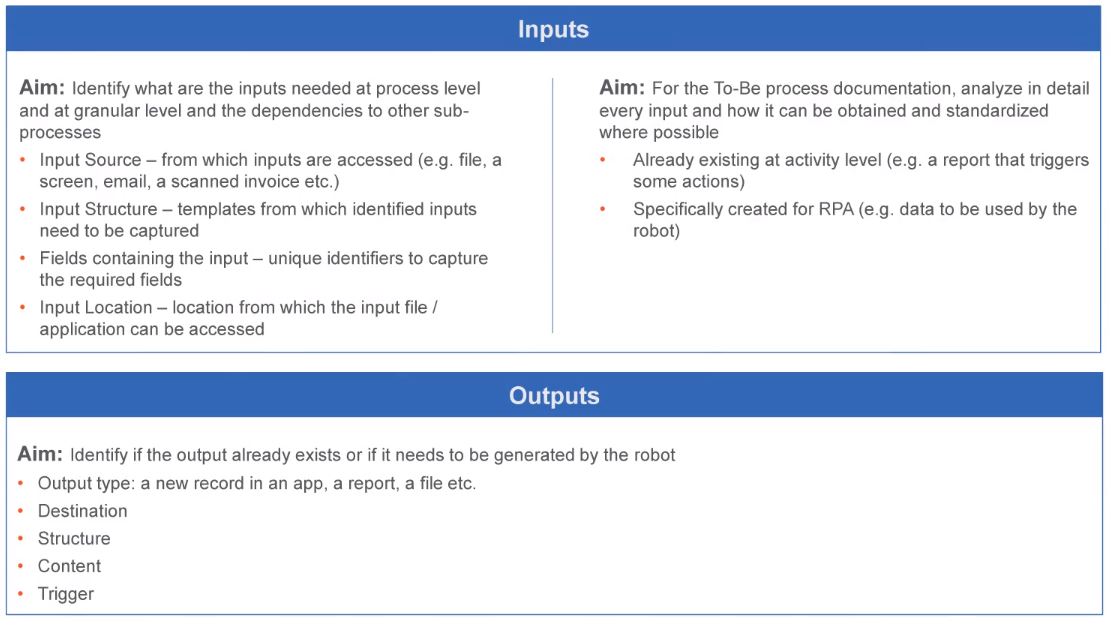 Inputs
Aim: Identify what are the inputs needed at process level
and at granular level and the dependencies to other sub-
processes
• Input Source – from which inputs are accessed (e.g. file, a
screen, email, a scanned invoice etc.)
• Input Structure – templates from which identified inputs
need to be captured
• Fields containing the input – unique identifiers to capture
the required fields
• Input Location – location from which the input file /
application can be accessed
Aim: For the To-Be process documentation, analyze in detail
every input and how it can be obtained and standardized
where possible
• Already existing at activity level (e.g. a report that triggers
some actions)
• Specifically created for RPA (e.g. data to be used by the
robot)
Outputs
Aim: Identify if the output already exists or if it needs to be generated by the robot
• Output type: a new record in an app, a report, a file etc.
• Destination
• Structure
• Content
• Trigger